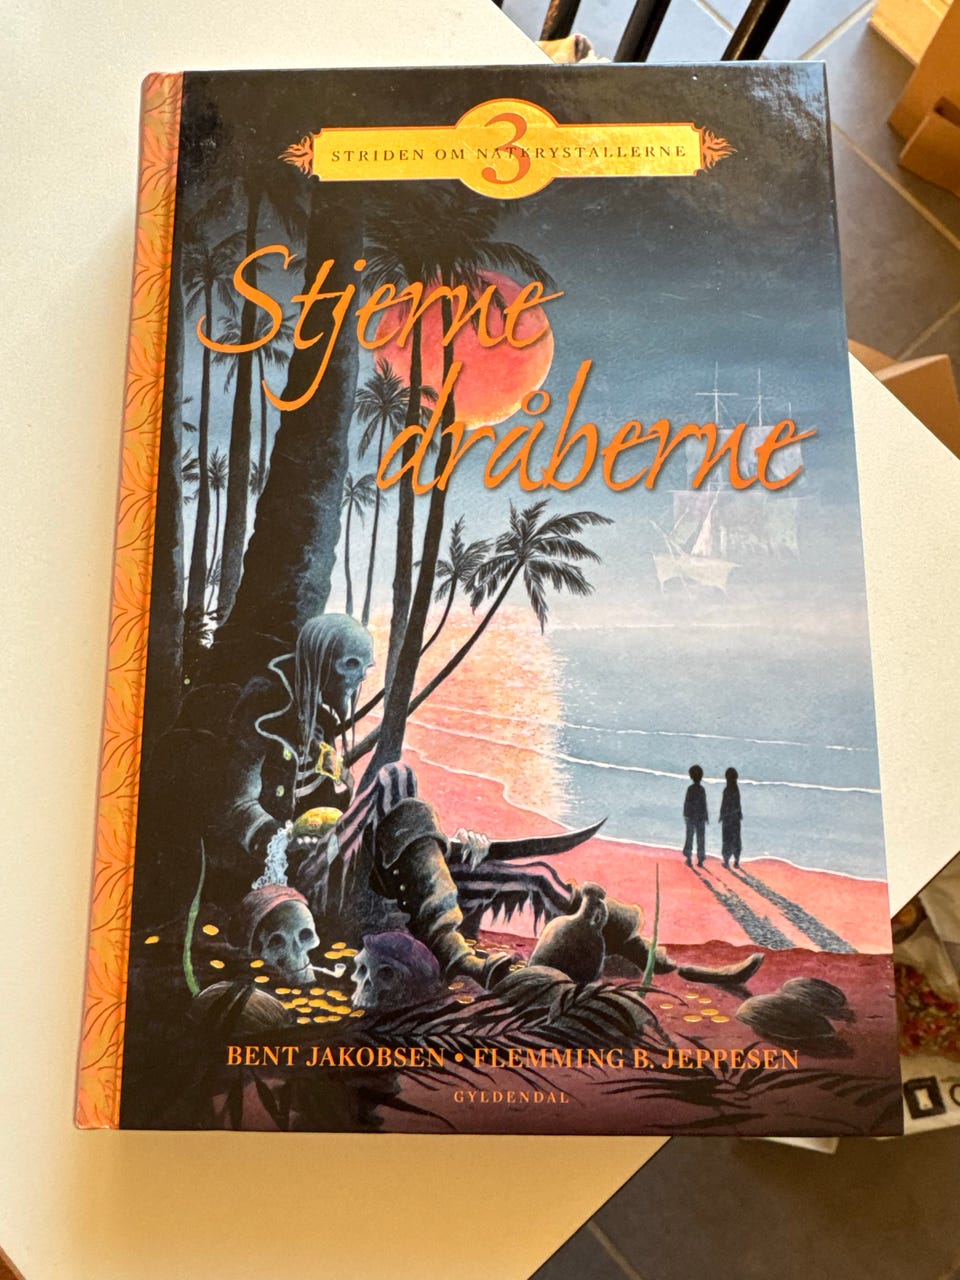 3
STRIDEN OM NATKRYSTALLERNE
Stjerne
dråberne
BENT JAKOBSEN • FLEMMING B. JEPPESEN
GYLDENDAL